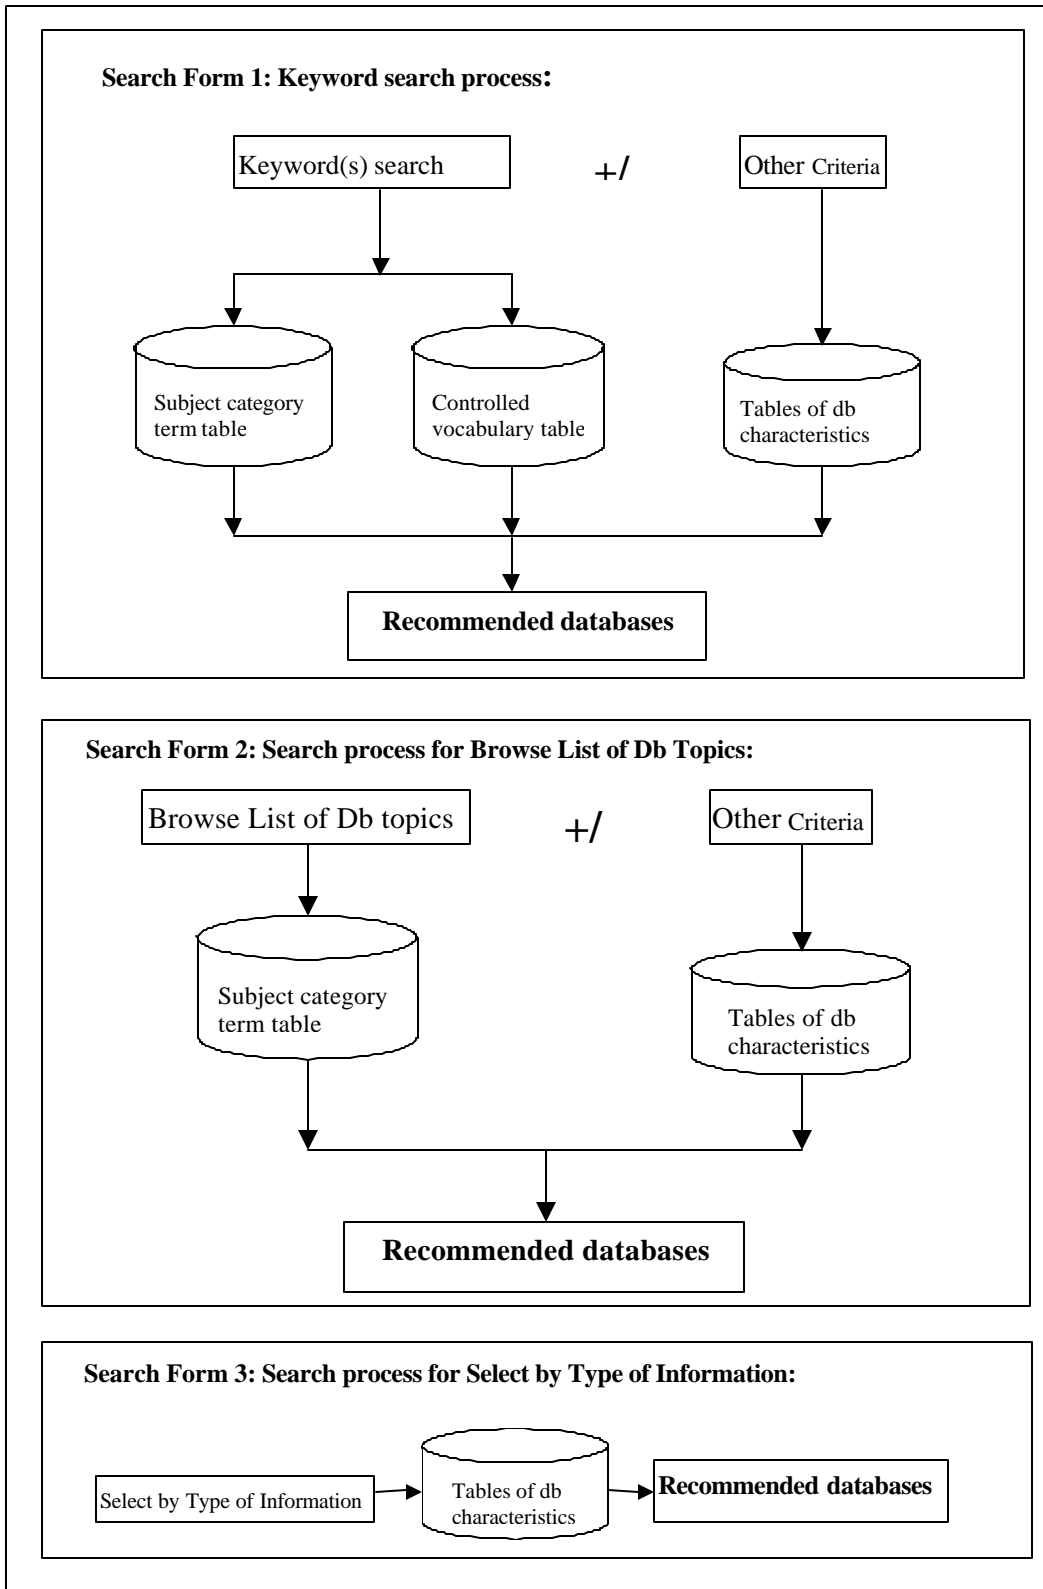 Search Form 1: Keyword search process:
Keyword(s) search
+/
Other Criteria
Subject category
term table
Controlled
vocabulary table
Tables of db
characteristics
Recommended databases
Search Form 2: Search process for Browse List of Db Topics:
Browse List of Db topics
+/
Other Criteria
Subject category
term table
Tables of db
characteristics
Recommended databases
Search Form 3: Search process for Select by Type of Information:
Select by Type of Information
Tables of db
characteristics
Recommended databases